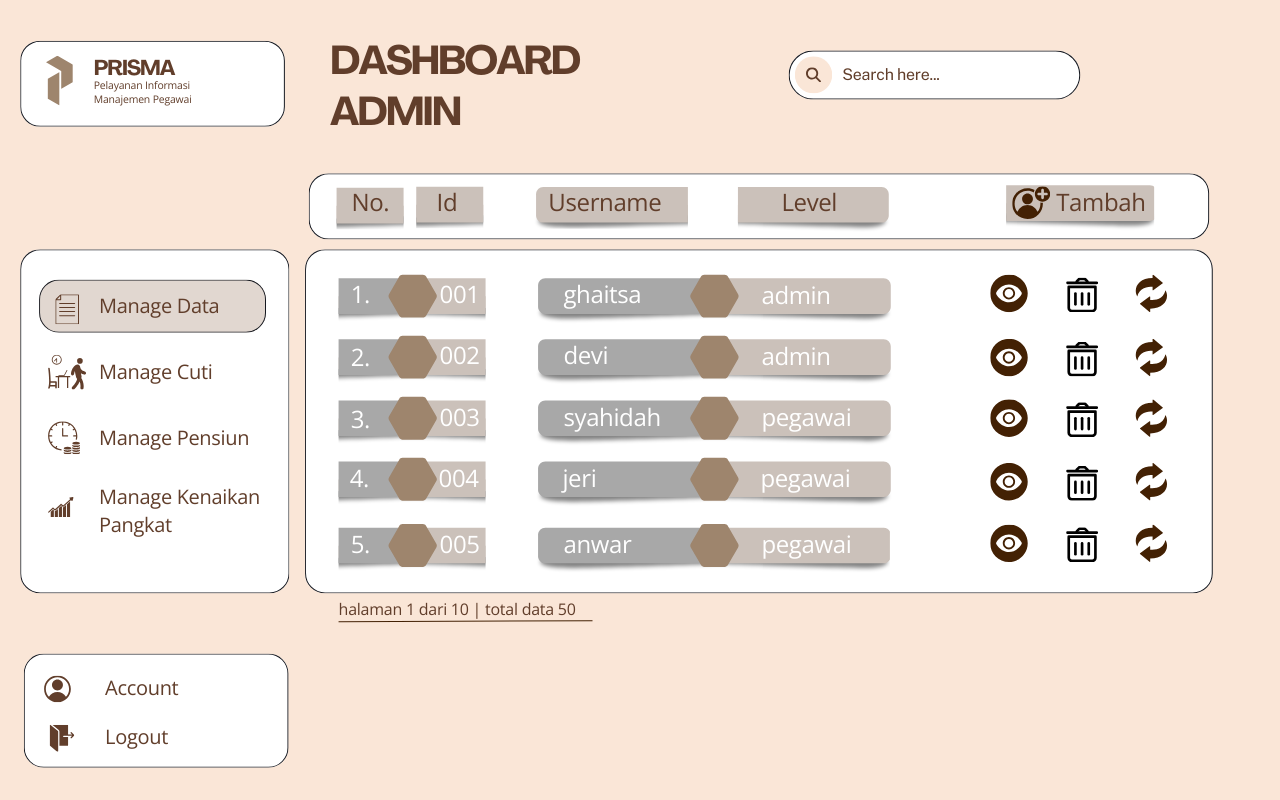 PRISMA
Pelayanan Informasi
Manajemen Pegawai
DASHBOARD
ADMIN
Search here...
No. Id Username Level Tambah
Manage Data
Manage Cuti
Manage Pensiun
Manage Kenaikan
Pangkat
1. 001 ghaitsa admin
2. 002 devi admin
3. 003 syahidah pegawai
4. 004 jeri pegawai
5. 005 anwar pegawai
halaman 1 dari 10 | total data 50
Account
Logout